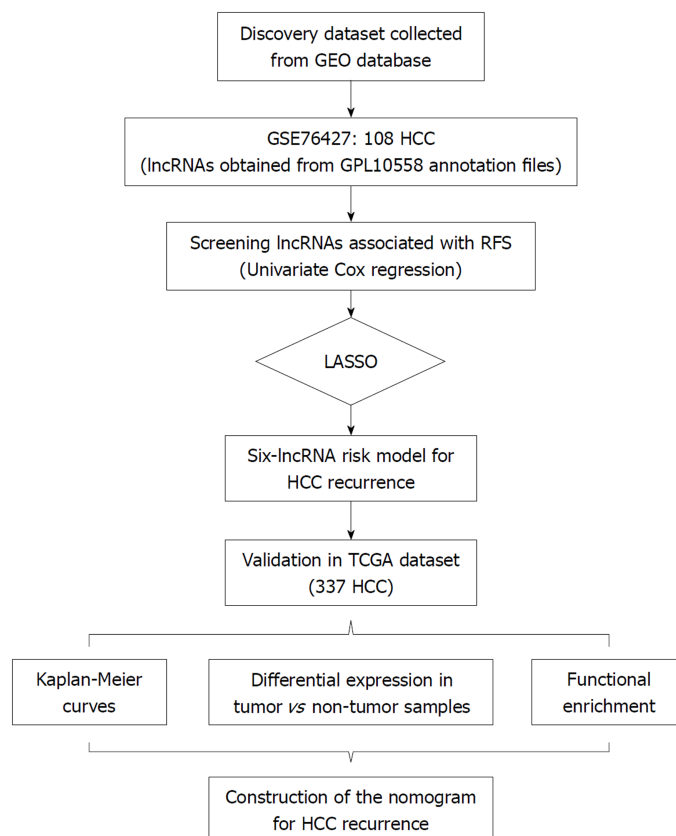 Discovery dataset collected
from GEO database
GSE76427: 108 HCC
(lncRNAs obtained from GPL10558 annotation files)
Screening lncRNAs associated with RFS
(Univariate Cox regression)
LASSO
Six-lncRNA risk model for
HCC recurrence
Validation in TCGA dataset
(337 HCC)
Kaplan-Meier
curves
Differential expression in
tumor vs non-tumor samples
Functional
enrichment
Construction of the nomogram
for HCC recurrence